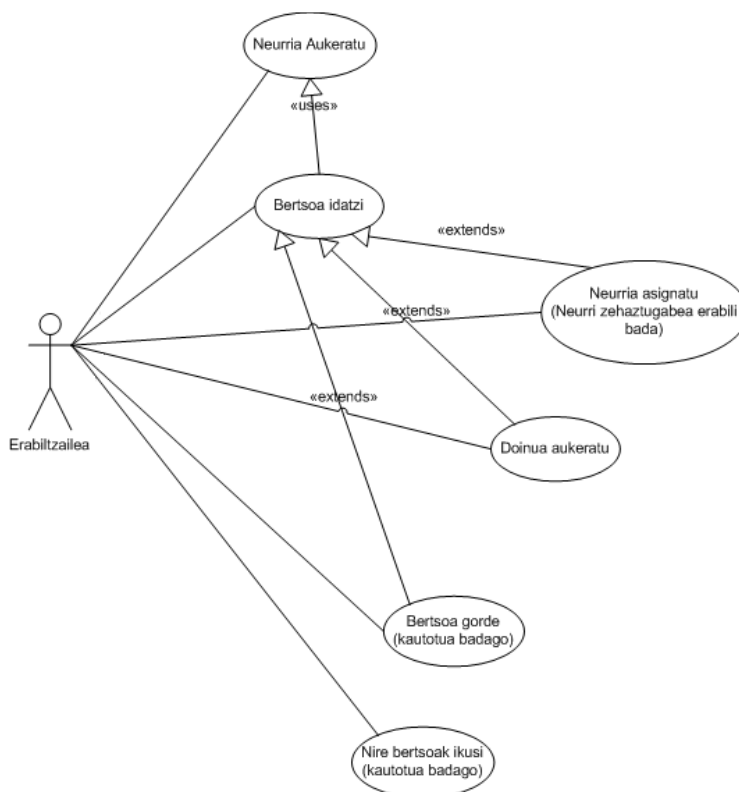 Neurria Aukeratu
«uses»
Bertsoa idatzi
«extends»
Neurria asignatu
(Neurri zehaztugabea erabili
bada)
«extends»
«extends»
Erabiltzailea
Doinua aukeratu
Bertsoa gorde
(kautotua badago)
Nire bertsoak ikusi
(kautotua badago)